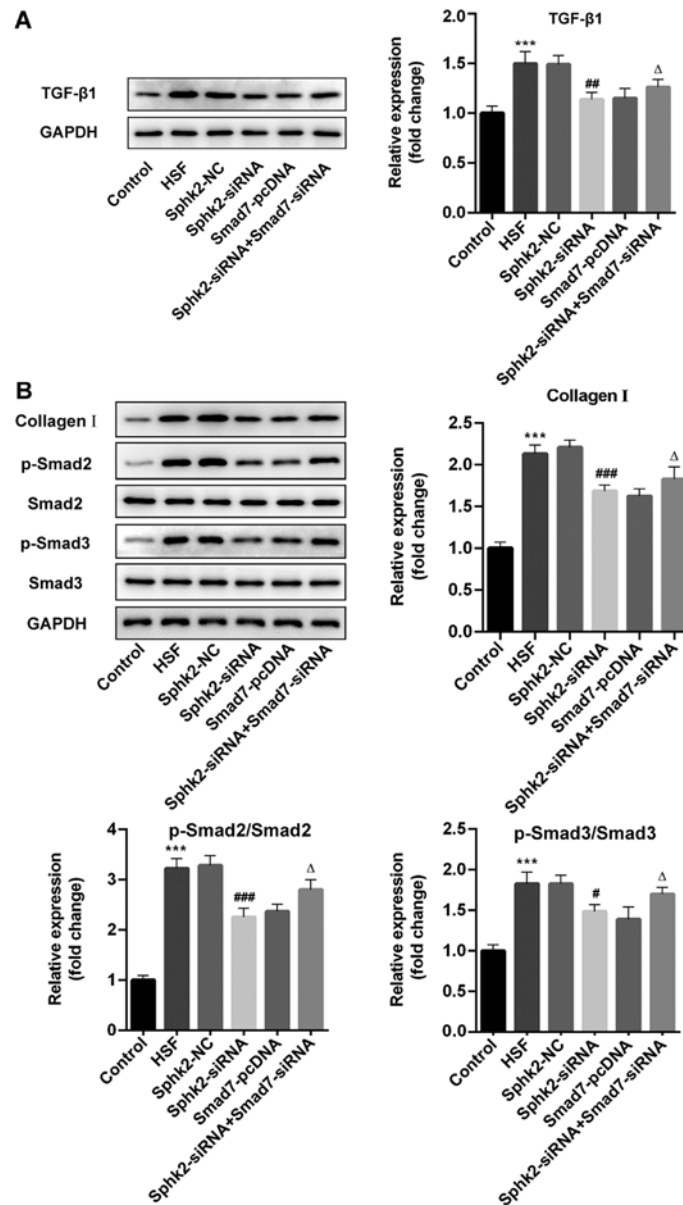 A
TGF-β1
GAPDH
Control
HSF
Sphk2-NC
Sphk2-siRNA
Smad7-pcDNA
Sphk2-siRNA+Smad7-siRNA
TGF-β1
Relative expression
(fold change)
2.0
1.5
1.0
0.5
0.0
***
##
Δ
Control
HSF
Sphk2-NC
Sphk2-siRNA
Smad7-pcDNA
Sphk2-siRNA+Smad7-siRNA
B
Collagen I
p-Smad2
Smad2
p-Smad3
Smad3
GAPDH
Control
HSF
Sphk2-NC
Sphk2-siRNA
Smad7-pcDNA
Sphk2-siRNA+Smad7-siRNA
Collagen I
Relative expression
(fold change)
2.5
2.0
1.5
1.0
0.5
0.0
***
###
Δ
Control
HSF
Sphk2-NC
Sphk2-siRNA
Smad7-pcDNA
Sphk2-siRNA+Smad7-siRNA
p-Smad2/Smad2
Relative expression
(fold change)
4
3
2
1
0
***
###
Δ
Control
HSF
Sphk2-NC
Sphk2-siRNA
Smad7-pcDNA
Sphk2-siRNA+Smad7-siRNA
p-Smad3/Smad3
Relative expression
(fold change)
2.5
2.0
1.5
1.0
0.5
0.0
***
#
Δ
Control
HSF
Sphk2-NC
Sphk2-siRNA
Smad7-pcDNA
Sphk2-siRNA+Smad7-siRNA